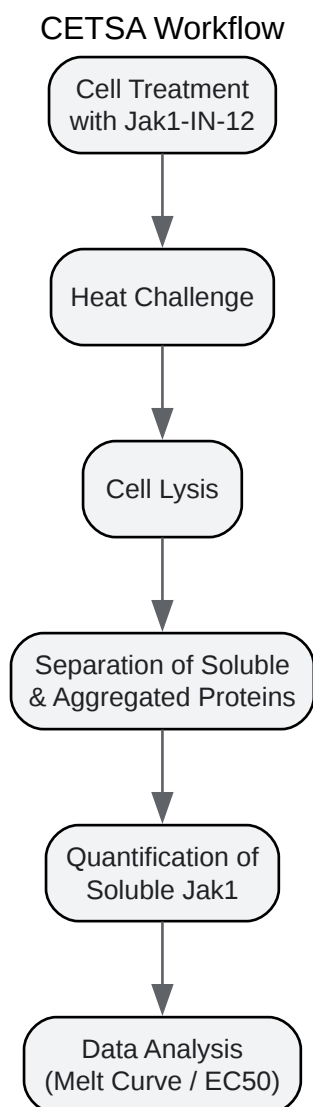 CETSA Workflow
Cell Treatment
with Jak1-IN-12
Heat Challenge
Cell Lysis
Separation of Soluble
& Aggregated Proteins
Quantification of
Soluble Jak1
Data Analysis
(Melt Curve / EC50)